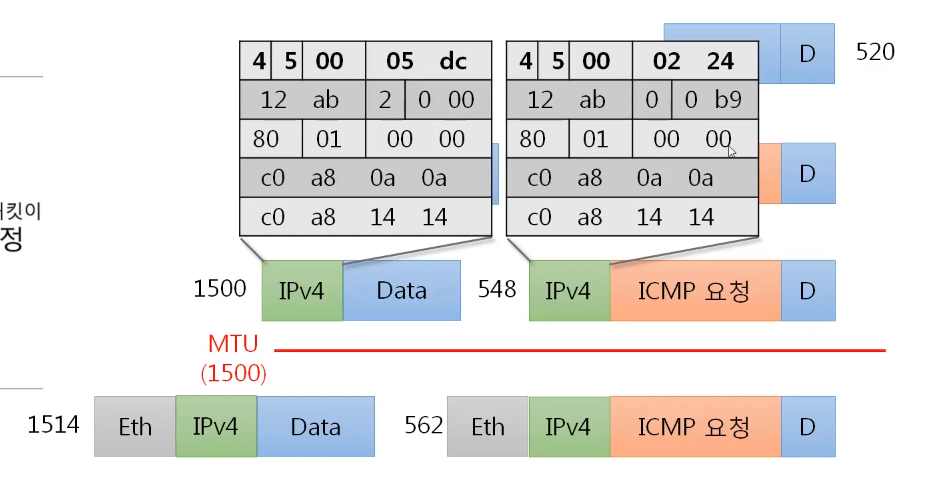 D 520
4 5 00 05 dc
12 ab 2 0 00
80 01 00 00
c0 a8 0a 0a
c0 a8 14 14
4 5 00 02 24
12 ab 0 0 b9
80 01 00 00
c0 a8 0a 0a
c0 a8 14 14
D
킷이
정
1500 IPv4 Data 548 IPv4 ICMP 요청 D
MTU
(1500)
1514 Eth IPv4 Data 562 Eth IPv4 ICMP 요청 D